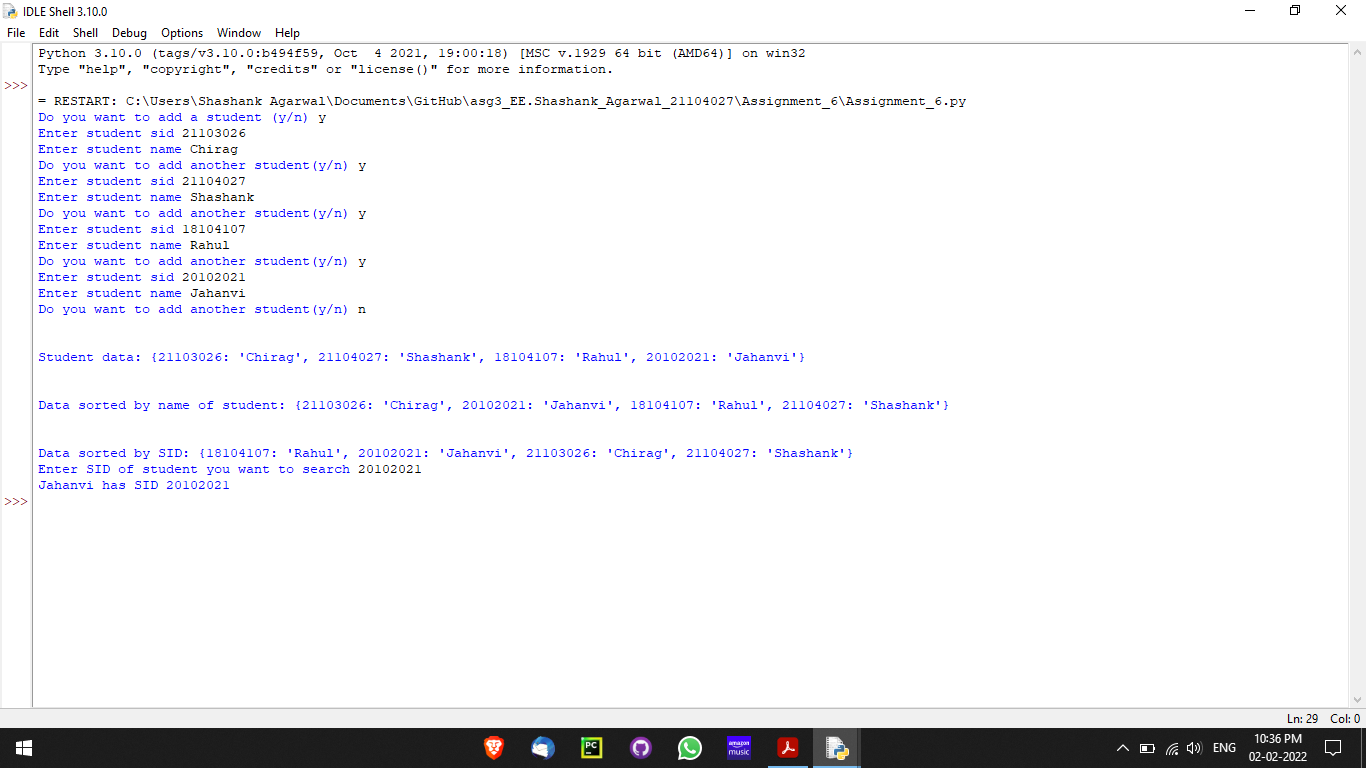 IDLE Shell 3.10.0
File Edit Shell Debug Options Window Help
Python 3.10.0 (tags/v3.10.0:b494f59, Oct  4 2021, 19:00:18) [MSC v.1929 64 bit (AMD64)] on win32
Type "help", "copyright", "credits" or "license()" for more information.
>>>
= RESTART: C:\Users\Shashank Agarwal\Documents\GitHub\asg3_EE.Shashank_Agarwal_21104027\Assignment_6\Assignment_6.py
Do you want to add a student (y/n) y
Enter student sid 21103026
Enter student name Chirag
Do you want to add another student(y/n) y
Enter student sid 21104027
Enter student name Shashank
Do you want to add another student(y/n) y
Enter student sid 18104107
Enter student name Rahul
Do you want to add another student(y/n) y
Enter student sid 20102021
Enter student name Jahanvi
Do you want to add another student(y/n) n
Student data: {21103026: 'Chirag', 21104027: 'Shashank', 18104107: 'Rahul', 20102021: 'Jahanvi'}
Data sorted by name of student: {21103026: 'Chirag', 20102021: 'Jahanvi', 18104107: 'Rahul', 21104027: 'Shashank'}
Data sorted by SID: {18104107: 'Rahul', 20102021: 'Jahanvi', 21103026: 'Chirag', 21104027: 'Shashank'}
Enter SID of student you want to search 20102021
Jahanvi has SID 20102021
>>>
Ln: 29 Col: 0
PC
amazon
music
ENG
10:36 PM
02-02-2022